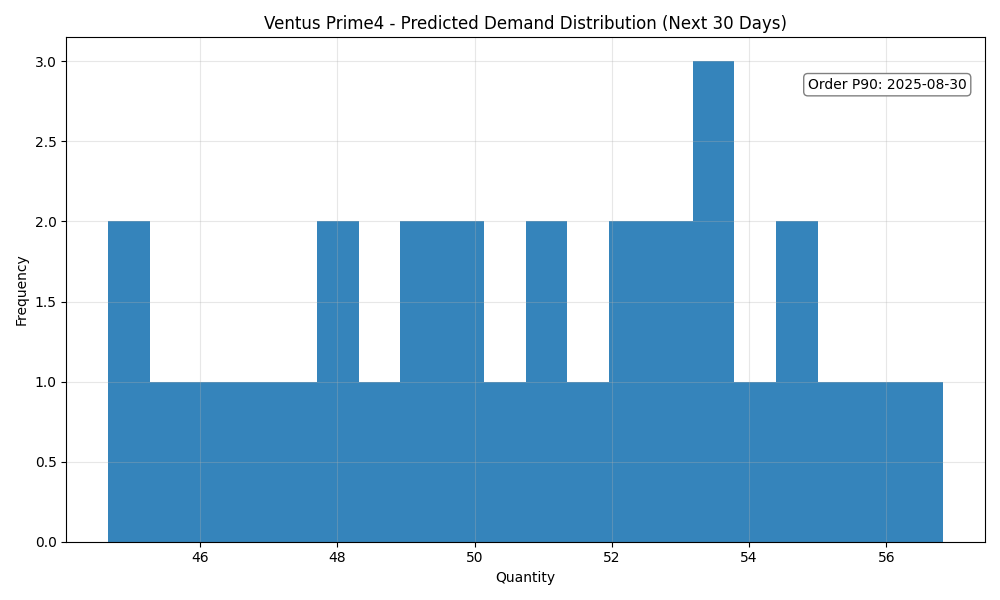 Ventus Prime4 - Predicted Demand Distribution (Next 30 Days)
Order P90: 2025-08-30
Frequency
3.0
2.5
2.0
1.5
1.0
0.5
0.0
46 48 50 52 54 56
Quantity